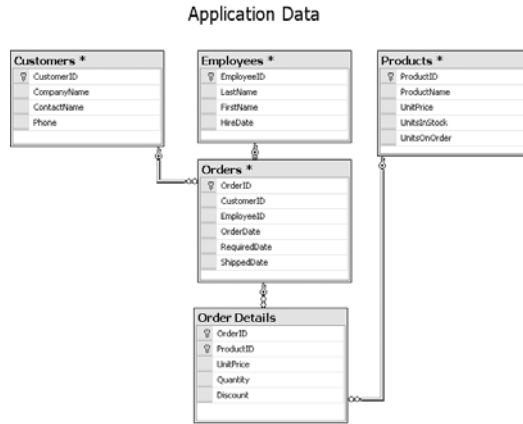 Application Data
Customers *
CustomerID
CompanyName
ContactName
Phone
Employees *
EmployeeID
LastName
FirstName
HireDate
Products *
ProductID
ProductName
UnitPrice
UnitsInStock
UnitsOnOrder
Orders *
OrderID
CustomerID
EmployeeID
OrderDate
RequiredDate
ShippedDate
Order Details
OrderID
ProductID
UnitPrice
Quantity
Discount